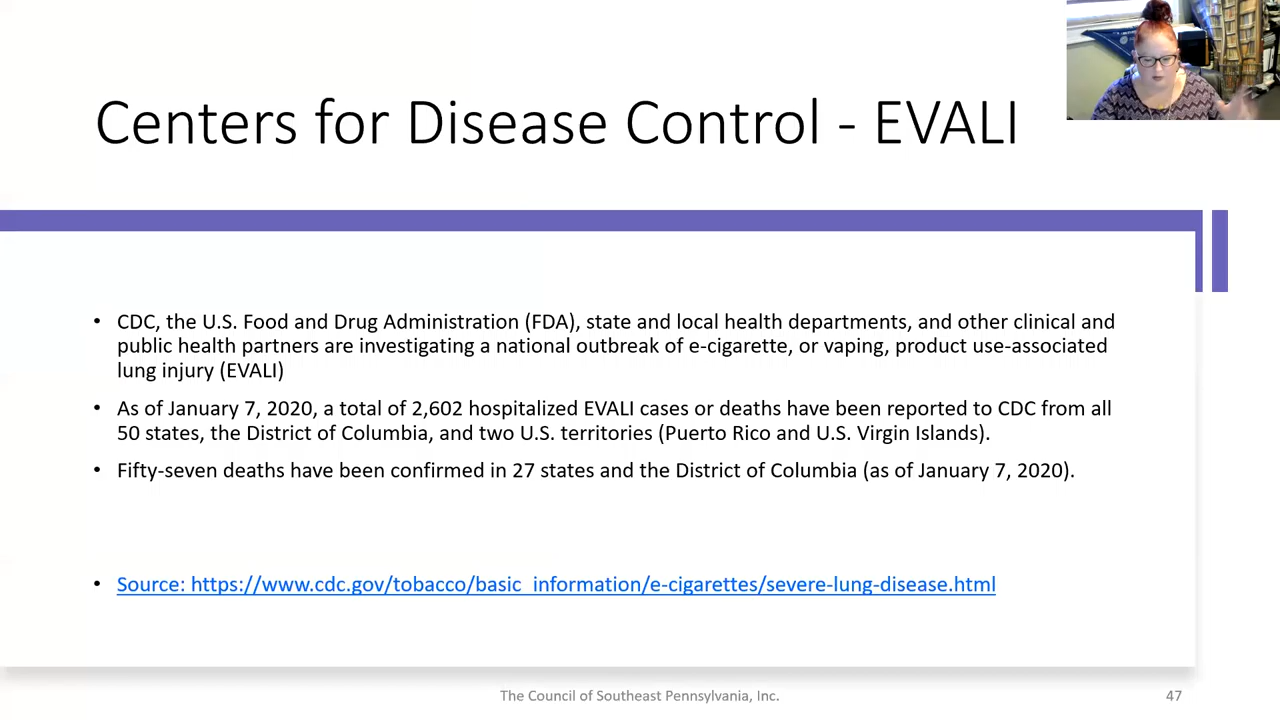 Centers for Disease Control - EVALI
• CDC, the U.S. Food and Drug Administration (FDA), state and local health departments, and other clinical and
public health partners are investigating a national outbreak of e-cigarette, or vaping, product use-associated
lung injury (EVALI)
• As of January 7, 2020, a total of 2,602 hospitalized EVALI cases or deaths have been reported to CDC from all
50 states, the District of Columbia, and two U.S. territories (Puerto Rico and U.S. Virgin Islands).
• Fifty-seven deaths have been confirmed in 27 states and the District of Columbia (as of January 7, 2020).
• Source: https://www.cdc.gov/tobacco/basic_information/e-cigarettes/severe-lung-disease.html
The Council of Southeast Pennsylvania, Inc.
47